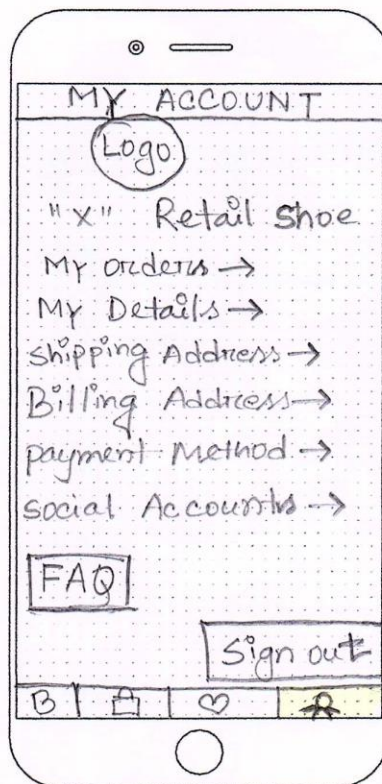 MY ACCOUNT
Logo
"x" Retail Shoe
My orders →
My Details →
shipping Address →
Billing Address →
payment Method →
social Accounts →
FAQ
Sign out
B